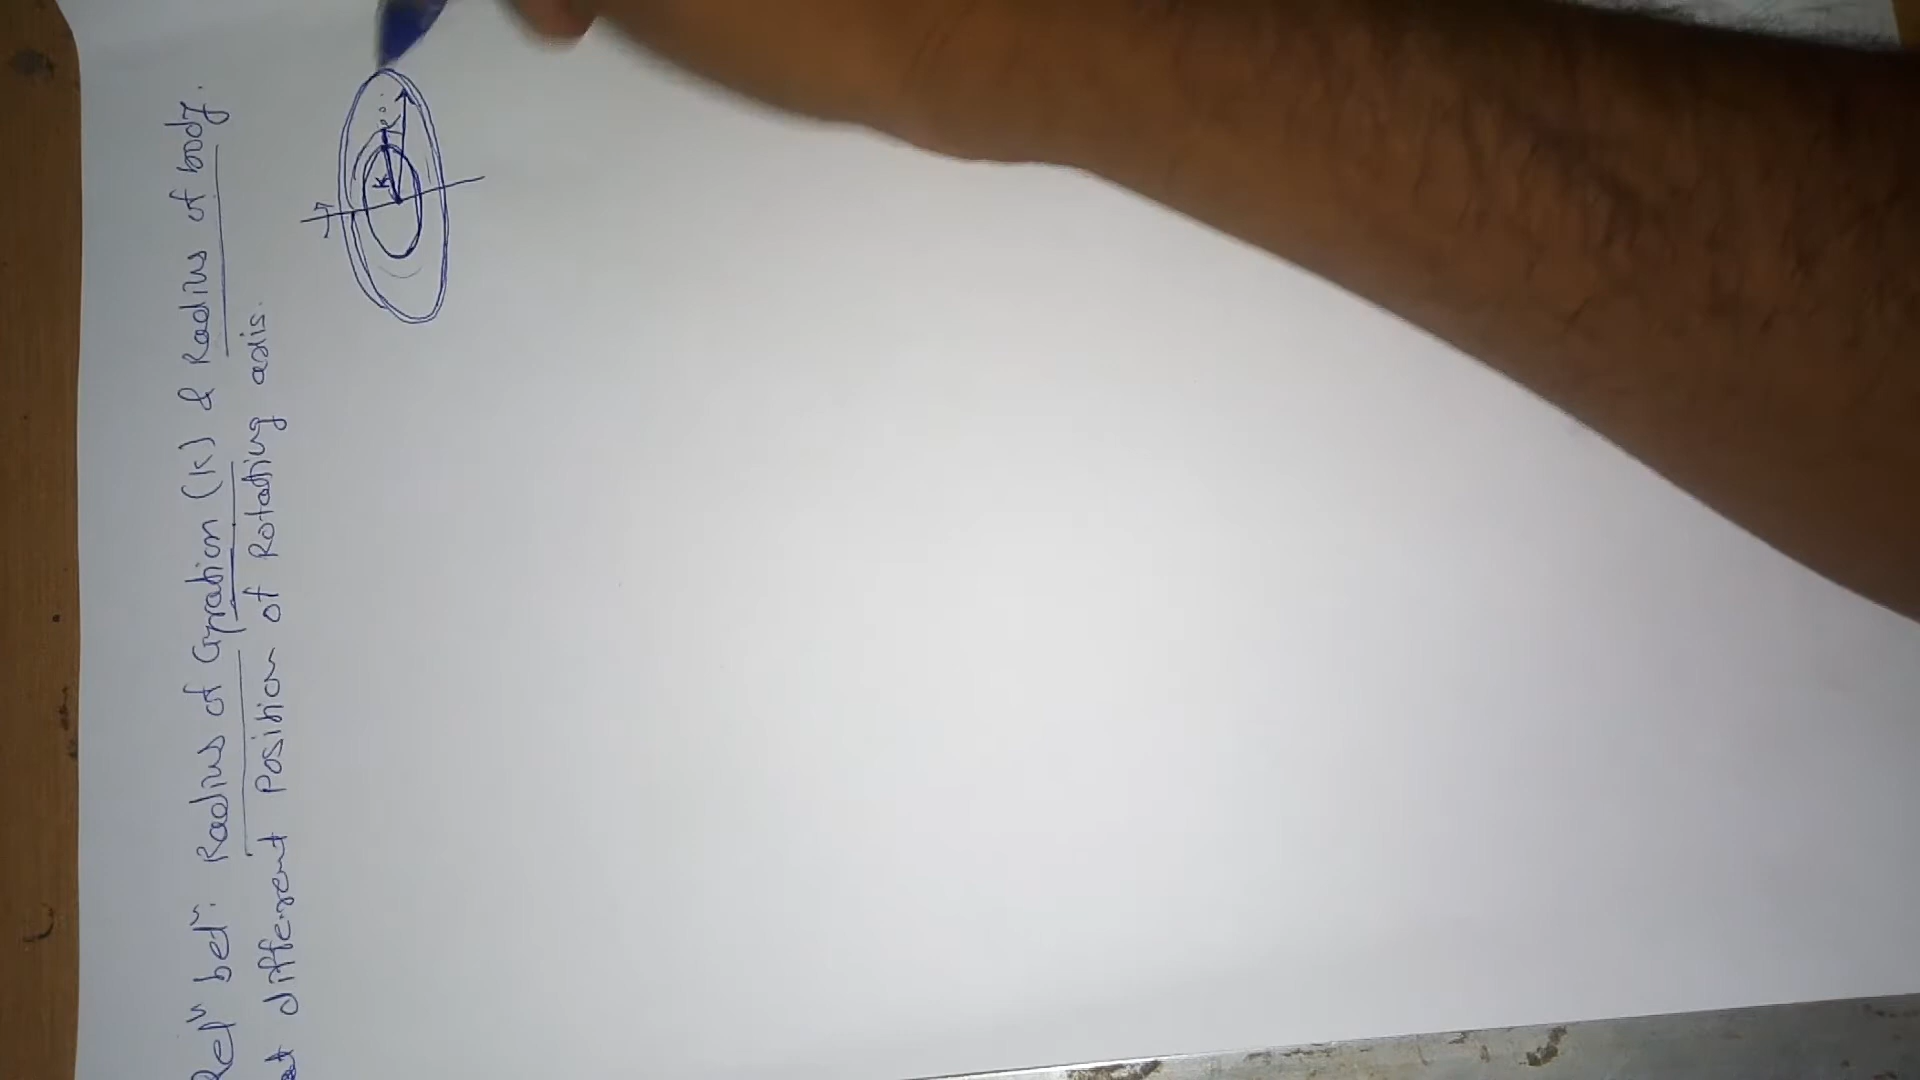 Relⁿ betⁿ: Radius of Gyration (K) & Radius of body.
at different Position of Rotating axis.
K